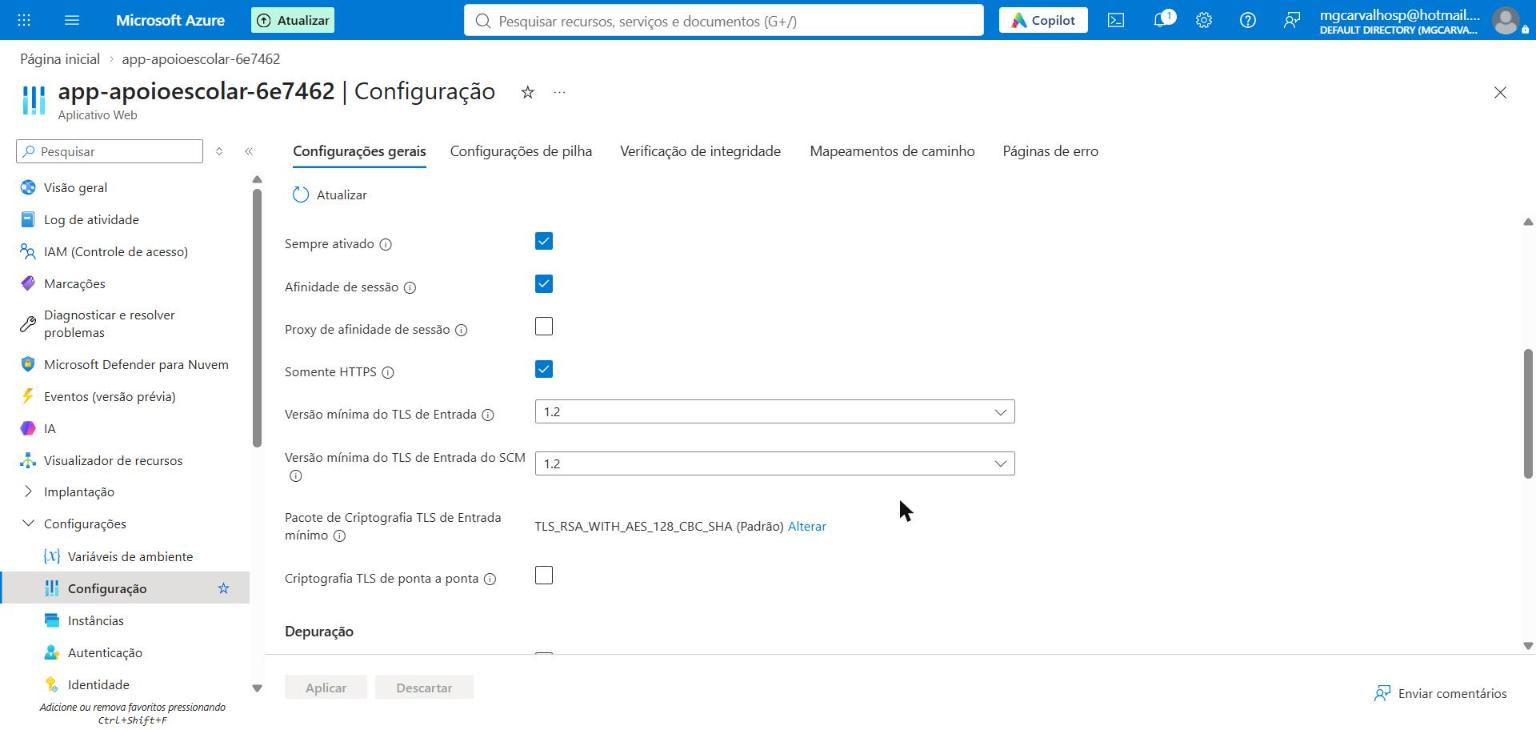 Microsoft Azure
Atualizar
Pesquisar recursos, serviços e documentos (G+/)
Copilot
1
mgcarvalhosp@hotmail....
DEFAULT DIRECTORY (MGCARVA...
Página inicial > app-apoioescolar-6e7462
app-apoioescolar-6e7462 | Configuração
Aplicativo Web
Pesquisar
Visão geral
Log de atividade
IAM (Controle de acesso)
Marcações
Diagnosticar e resolver
problemas
Microsoft Defender para Nuvem
Eventos (versão prévia)
IA
Visualizador de recursos
Implantação
Configurações
Variáveis de ambiente
Configuração
Instâncias
Autenticação
Identidade
Adicione ou remova favoritos pressionando
Ctrl+Shift+F
Configurações gerais
Configurações de pilha
Verificação de integridade
Mapeamentos de caminho
Páginas de erro
Atualizar
Sempre ativado
Afinidade de sessão
Proxy de afinidade de sessão
Somente HTTPS
Versão mínima do TLS de Entrada
1.2
Versão mínima do TLS de Entrada do SCM
1.2
Pacote de Criptografia TLS de Entrada
mínimo
TLS_RSA_WITH_AES_128_CBC_SHA (Padrão) Alterar
Criptografia TLS de ponta a ponta
Depuração
Aplicar
Descartar
Enviar comentários